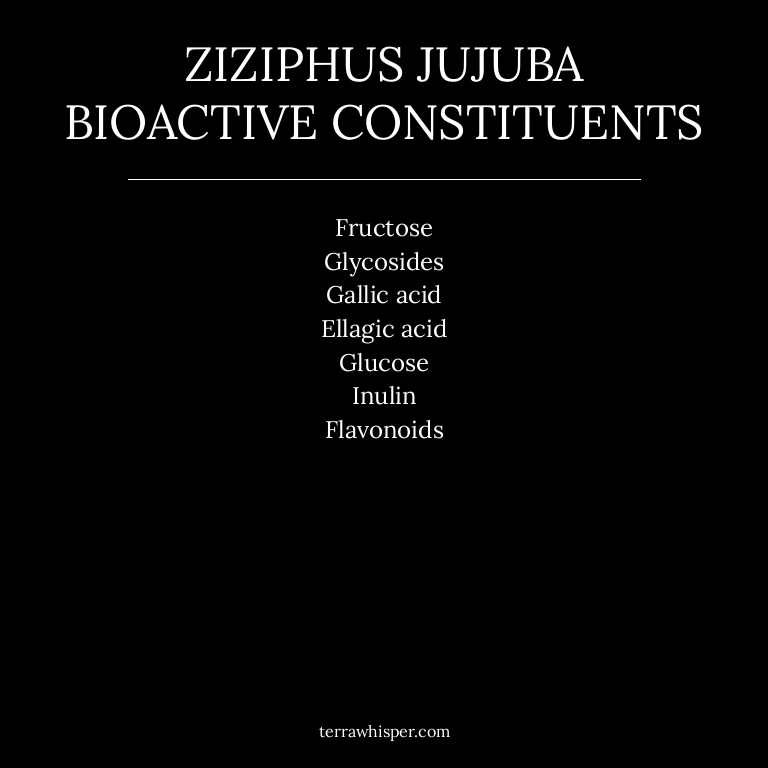 ZIZIPHUS JUJUBA
BIOACTIVE CONSTITUENTS
Fructose
Glycosides
Gallic acid
Ellagic acid
Glucose
Inulin
Flavonoids
terrawhisper.com